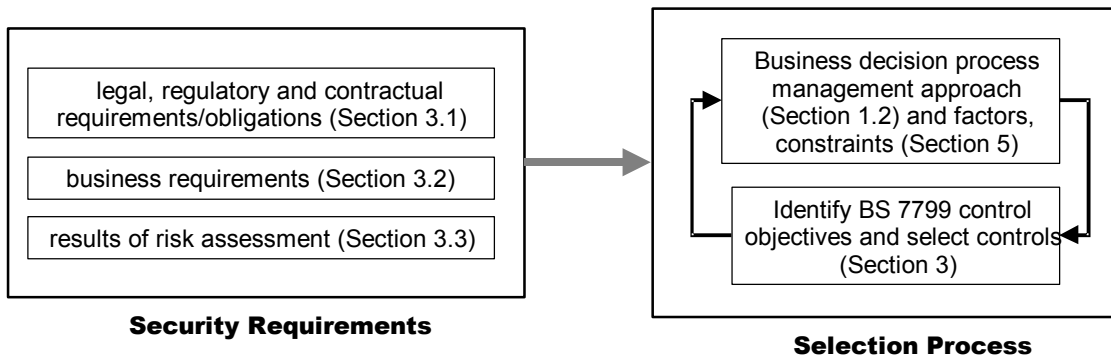 legal, regulatory and contractual
requirements/obligations (Section 3.1)
business requirements (Section 3.2)
results of risk assessment (Section 3.3)
Security Requirements
Business decision process
management approach
(Section 1.2) and factors,
constraints (Section 5)
Identify BS 7799 control
objectives and select controls
(Section 3)
Selection Process